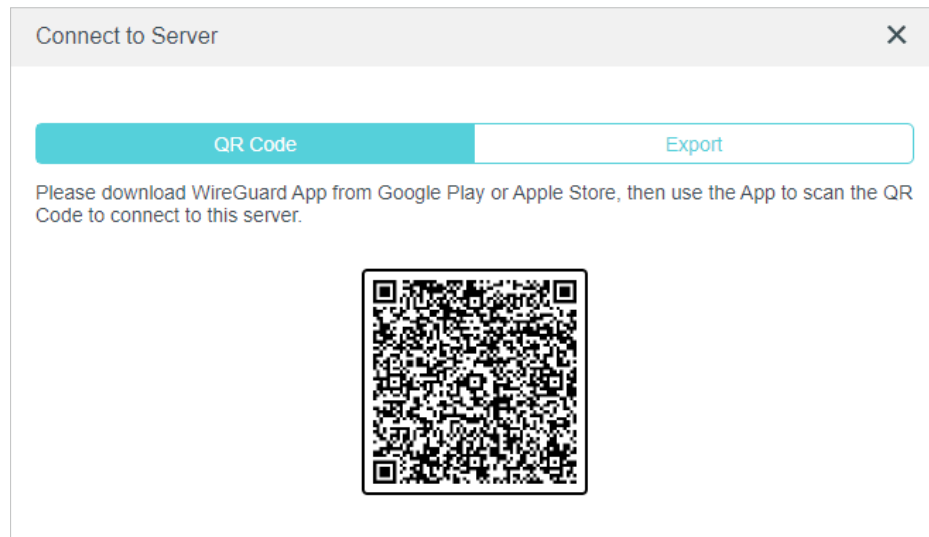 Connect to Server
QR Code
Export
Please download WireGuard App from Google Play or Apple Store, then use the App to scan the QR
Code to connect to this server.